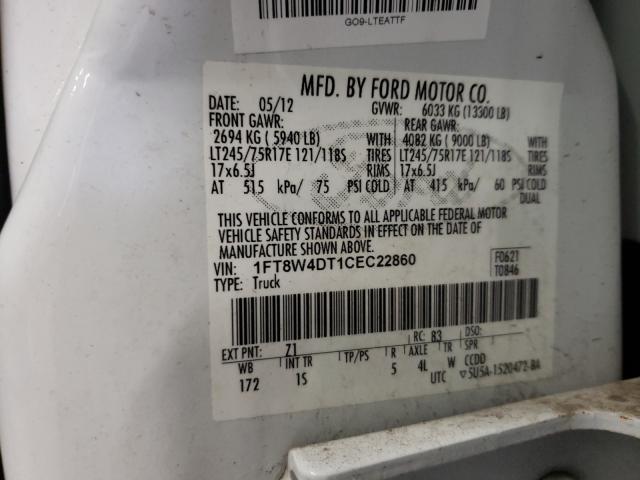 GO9-LTEATTF
MFD. BY FORD MOTOR CO.
DATE: 05/12 GVWR: 6033 KG (13300 LB)
FRONT GAWR: REAR GAWR:
2694 KG ( 5940 LB) WITH 4082 KG ( 9000 LB) WITH
LT245/75R17E 121/118S TIRES LT245/75R17E 121/118S TIRES
17x6.5J RIMS 17x6.5J RIMS
AT 515 kPa/ 75 PSI COLD AT 415 kPa/ 60 PSI COLD
DUAL
THIS VEHICLE CONFORMS TO ALL APPLICABLE FEDERAL MOTOR
VEHICLE SAFETY STANDARDS IN EFFECT ON THE DATE OF
MANUFACTURE SHOWN ABOVE.
VIN: 1FT8W4DT1CEC22860 F0621
TYPE: Truck T0846
EXT PNT: Z1 RC: 83 DSO:
WB INT TR TP/PS R AXLE TR SPR
172 1S 5 4L W CCDD
UTC ▽5U5A-1520472-BA